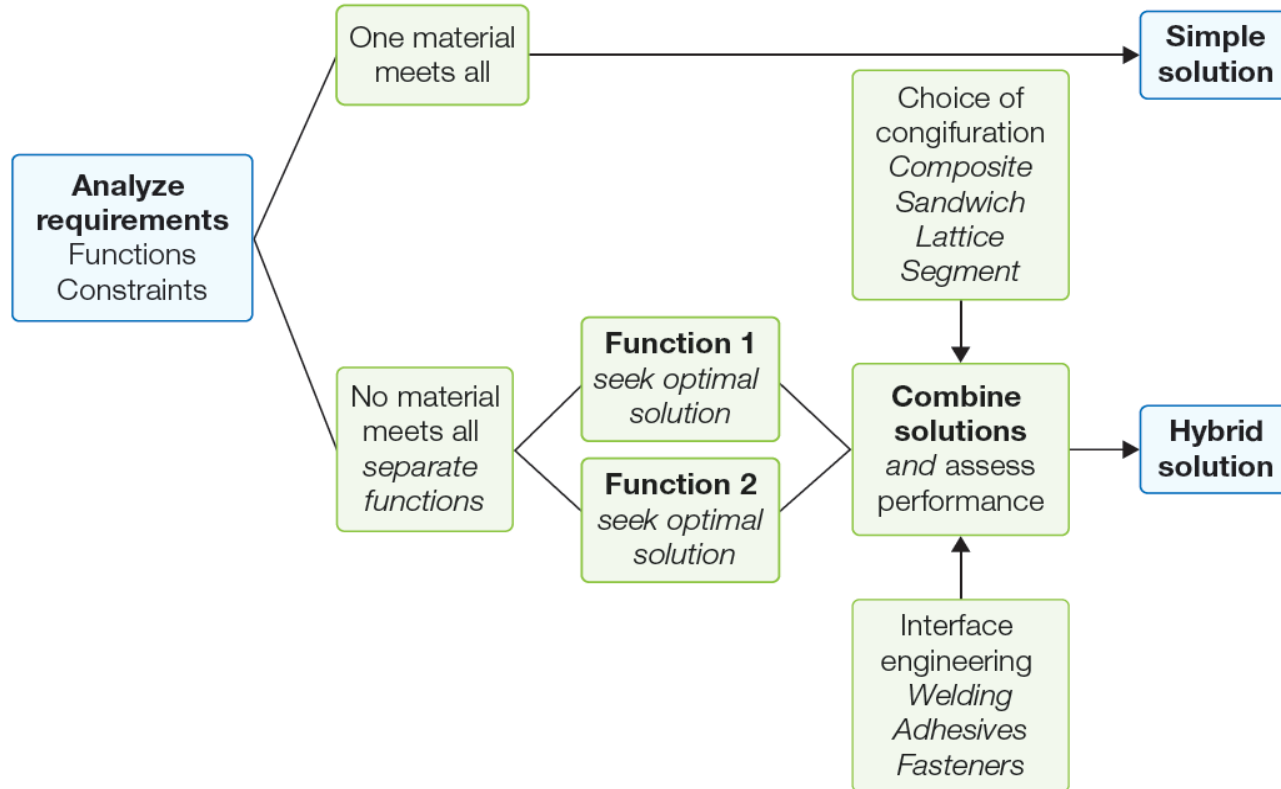 One material
meets all
Simple
solution
Choice of
congifuration
Composite
Sandwich
Lattice
Segment
Analyze
requirements
Functions
Constraints
No material
meets all
separate
functions
Function 1
seek optimal
solution
Function 2
seek optimal
solution
Combine
solutions
and assess
performance
Hybrid
solution
Interface
engineering
Welding
Adhesives
Fasteners